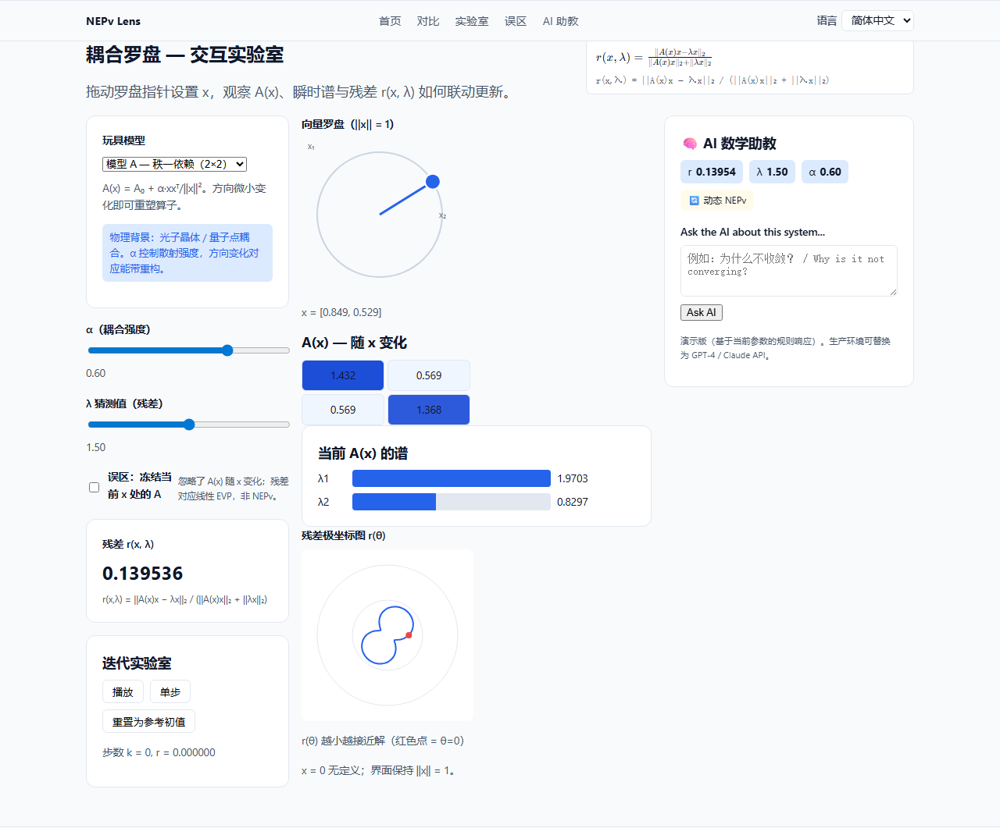 NEPv Lens
首页 对比 实验室 误区 AI 助教
语言 简体中文
耦合罗盘 — 交互实验室
拖动罗盘指针设置 x，观察 A(x)、瞬时谱与残差 r(x, λ) 如何联动更新。
r(x, λ) = ‖A(x)x−λx‖₂ / ‖A(x)x‖₂+‖λx‖₂
r(x,λ) = ||A(x)x − λx||₂ / (||A(x)x||₂ + ||λx||₂)
玩具模型
模型 A — 秩一依赖（2×2）
A(x) = A₀ + α·xxᵀ/||x||²。方向微小变
化即可重塑算子。
物理背景：光子晶体 / 量子点耦
合。α 控制散射强度，方向变化对
应能带重构。
α（耦合强度）
0.60
λ 猜测值（残差）
1.50
误区：冻结当
前 x 处的 A
忽略了 A(x) 随 x 变化；残差
对应线性 EVP，非 NEPv。
残差 r(x, λ)
0.139536
r(x,λ) = ||A(x)x − λx||₂ / (||A(x)x||₂ + ||λx||₂)
迭代实验室
播放 单步
重置为参考初值
步数 k = 0, r = 0.000000
向量罗盘（||x|| = 1）
x₁
x₂
x = [0.849, 0.529]
A(x) — 随 x 变化
1.432 0.569
0.569 1.368
当前 A(x) 的谱
λ1 1.9703
λ2 0.8297
残差极坐标图 r(θ)
r(θ) 越小越接近解（红色点 = θ=0）
x = 0 无定义；界面保持 ||x|| = 1。
🧠 AI 数学助教
r 0.13954 λ 1.50 α 0.60
🔄 动态 NEPv
Ask the AI about this system...
例如：为什么不收敛？ / Why is it not
converging?
Ask AI
演示版（基于当前参数的规则响应）。生产环境可替换
为 GPT-4 / Claude API。